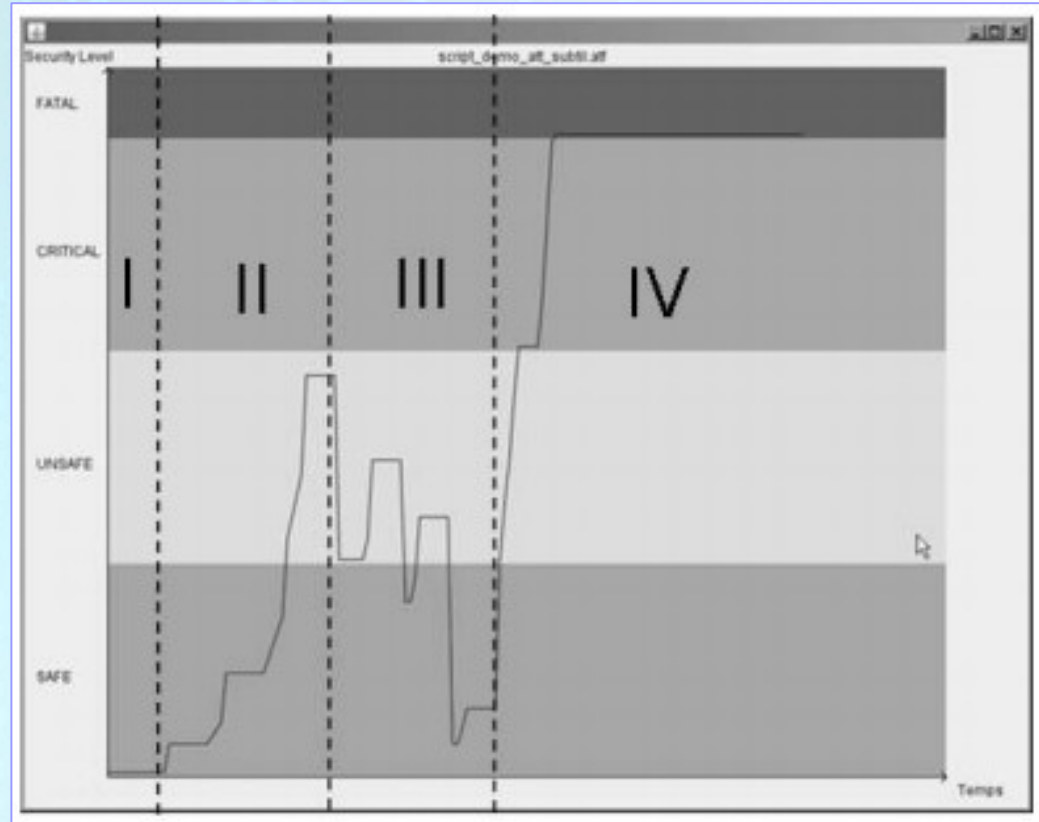 Security Level
script_demo_att_subtil.atf
FATAL
CRITICAL
I
II
III
IV
UNSAFE
SAFE
Temps